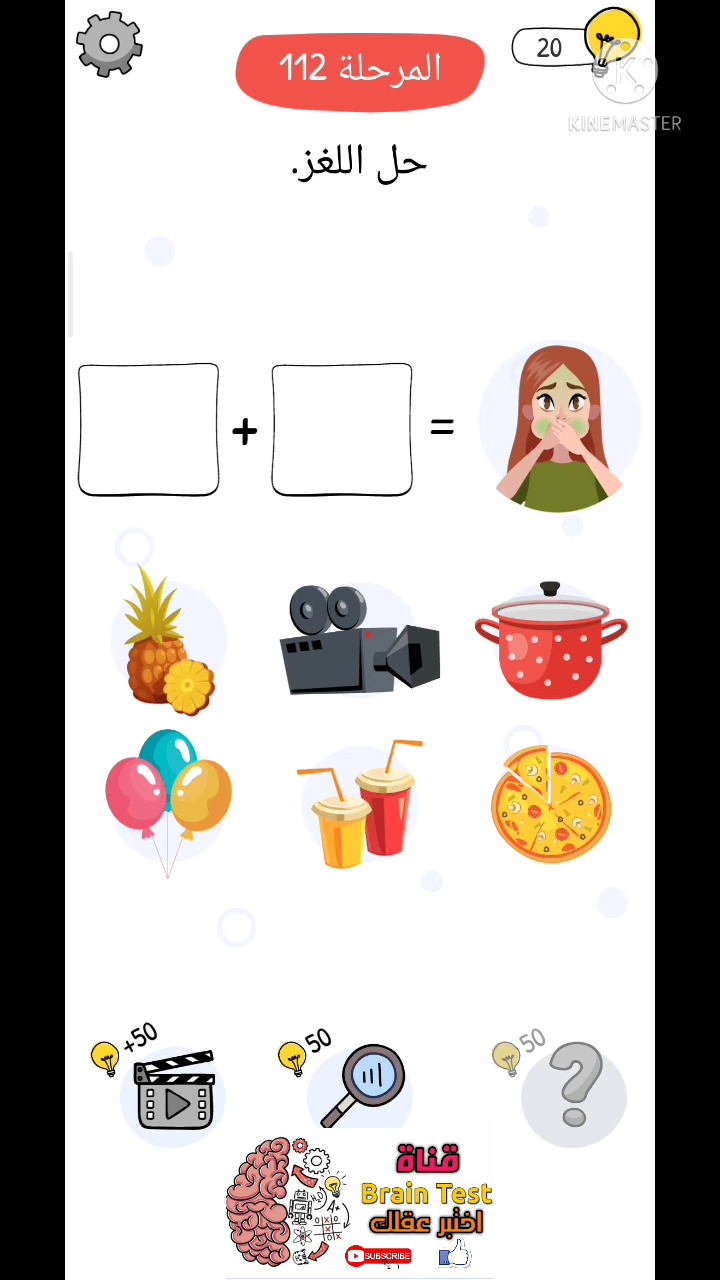 20
المرحلة 112
KINEMASTER
حل اللغز.
+ =
+50
50
50
قناة
Brain Test
اختبر عقلك
SUBSCRIBE